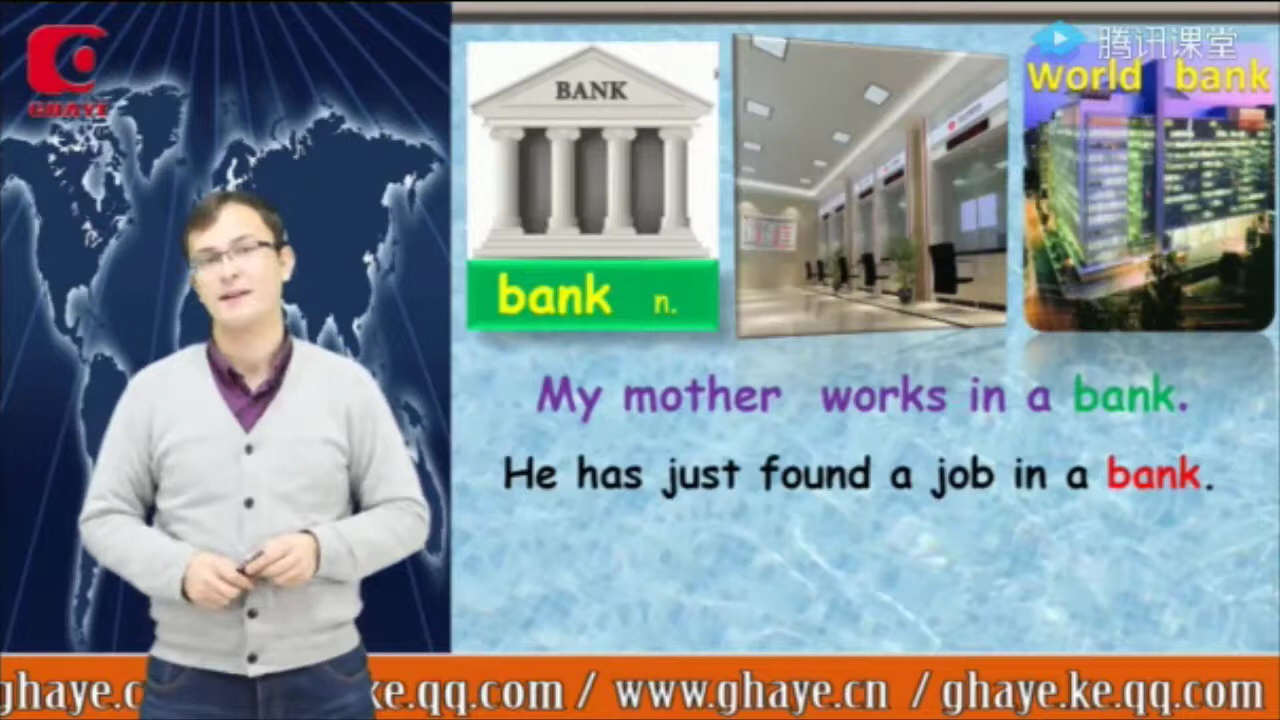 GHAYE
腾讯课堂
World bank
BANK
bank n.
My mother works in a bank.
He has just found a job in a bank.
ghaye.c ke.qq.com / www.ghaye.cn / ghaye.ke.qq.com